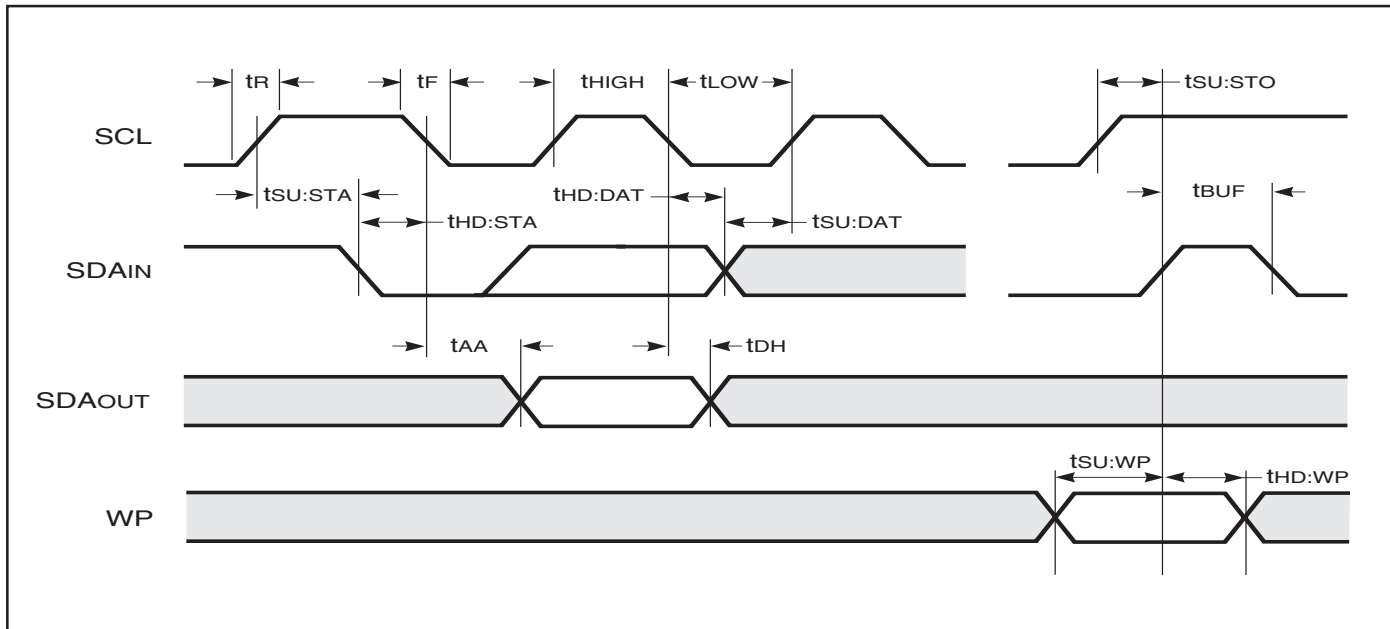 tR
tF
tHIGH
tLOW
tSU:STO
SCL
tSU:STA
tHD:STA
tHD:DAT
tSU:DAT
tBUF
SDAIN
tAA
tDH
SDAOUT
tSU:WP
tHD:WP
WP